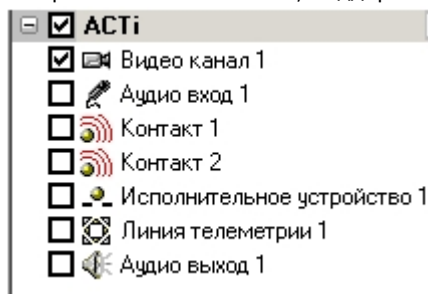 ACTi
Видео канал 1
Аудио вход 1
Контакт 1
Контакт 2
Исполнительное устройство 1
Линия телеметрии 1
Аудио выход 1